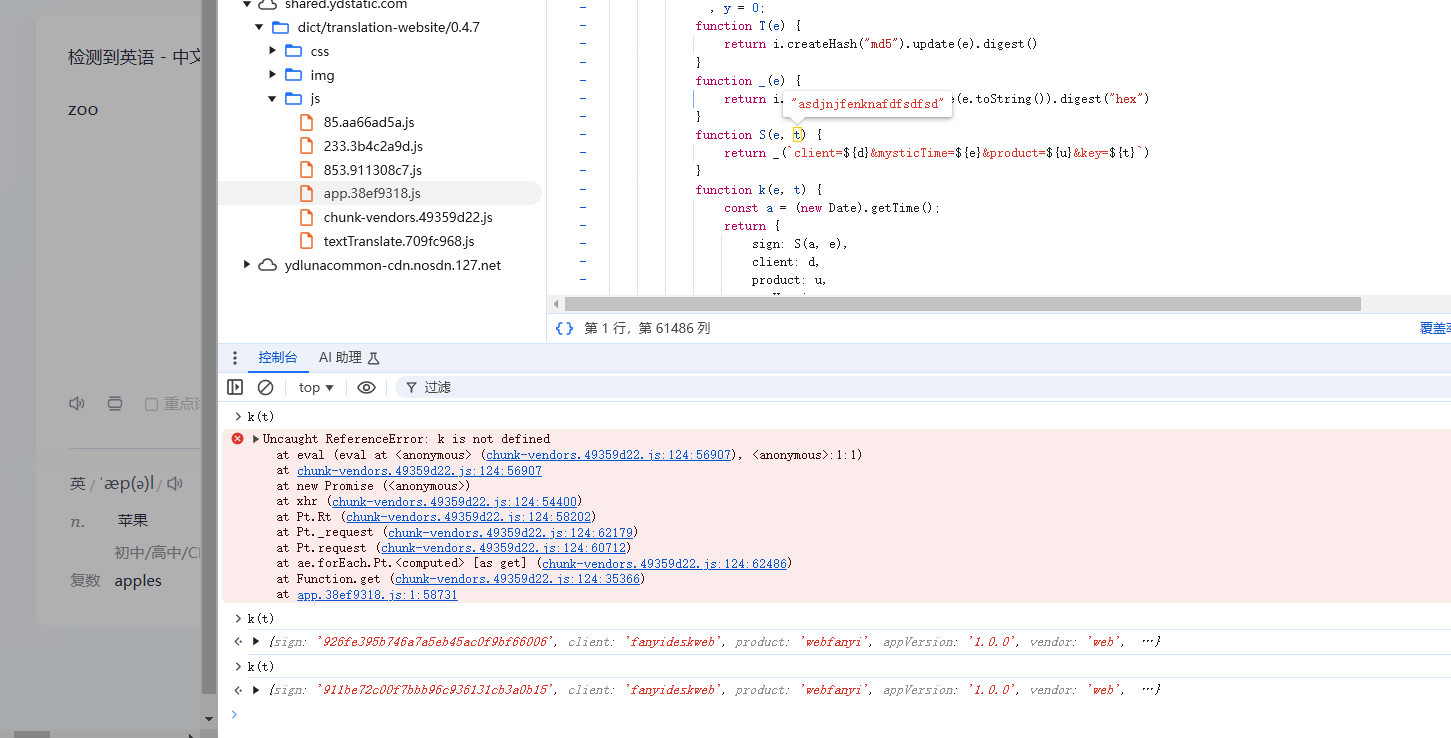 检测到英语 - 中文
zoo
重点
英 / ˈæp(ə)l /
n. 苹果
初中/高中/
复数 apples
shared.ydstatic.com
dict/translation-website/0.4.7
css
img
js
85.aa66ad5a.js
233.3b4c2a9d.js
853.911308c7.js
app.38ef9318.js
chunk-vendors.49359d22.js
textTranslate.709fc968.js
ydlunacommon-cdn.nosdn.127.net
, y = 0;
function T(e) {
return i.createHash("md5").update(e).digest()
}
function _(e) {
return i. "asdjnjfenknafdfsdfsd" e(e.toString()).digest("hex")
}
function S(e, t) {
return _(`client=${d}&mysticTime=${e}&product=${u}&key=${t}`)
}
function k(e, t) {
const a = (new Date).getTime();
return {
sign: S(a, e),
client: d,
product: u,
{} 第 1 行，第 61486 列 覆盖率
控制台 AI 助理
top ▼ 过滤
> k(t)
Uncaught ReferenceError: k is not defined
at eval (eval at <anonymous> (chunk-vendors.49359d22.js:124:56907), <anonymous>:1:1)
at chunk-vendors.49359d22.js:124:56907
at new Promise (<anonymous>)
at xhr (chunk-vendors.49359d22.js:124:54400)
at Pt.Rt (chunk-vendors.49359d22.js:124:58202)
at Pt._request (chunk-vendors.49359d22.js:124:62179)
at Pt.request (chunk-vendors.49359d22.js:124:60712)
at ae.forEach.Pt.<computed> [as get] (chunk-vendors.49359d22.js:124:62486)
at Function.get (chunk-vendors.49359d22.js:124:35366)
at app.38ef9318.js:1:58731
> k(t)
{sign: '926fe395b746a7a5eb45ac0f9bf66006', client: 'fanyideskweb', product: 'webfanyi', appVersion: '1.0.0', vendor: 'web', …}
> k(t)
{sign: '911be72c00f7bbb96c936131cb3a0b15', client: 'fanyideskweb', product: 'webfanyi', appVersion: '1.0.0', vendor: 'web', …}
>